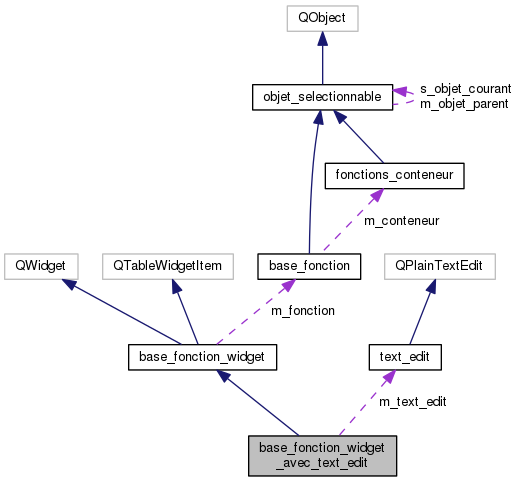 QObject
objet_selectionnable
s_objet_courant
m_objet_parent
fonctions_conteneur
m_conteneur
QWidget
QTableWidgetItem
base_fonction
QPlainTextEdit
m_fonction
base_fonction_widget
text_edit
m_text_edit
base_fonction_widget
_avec_text_edit